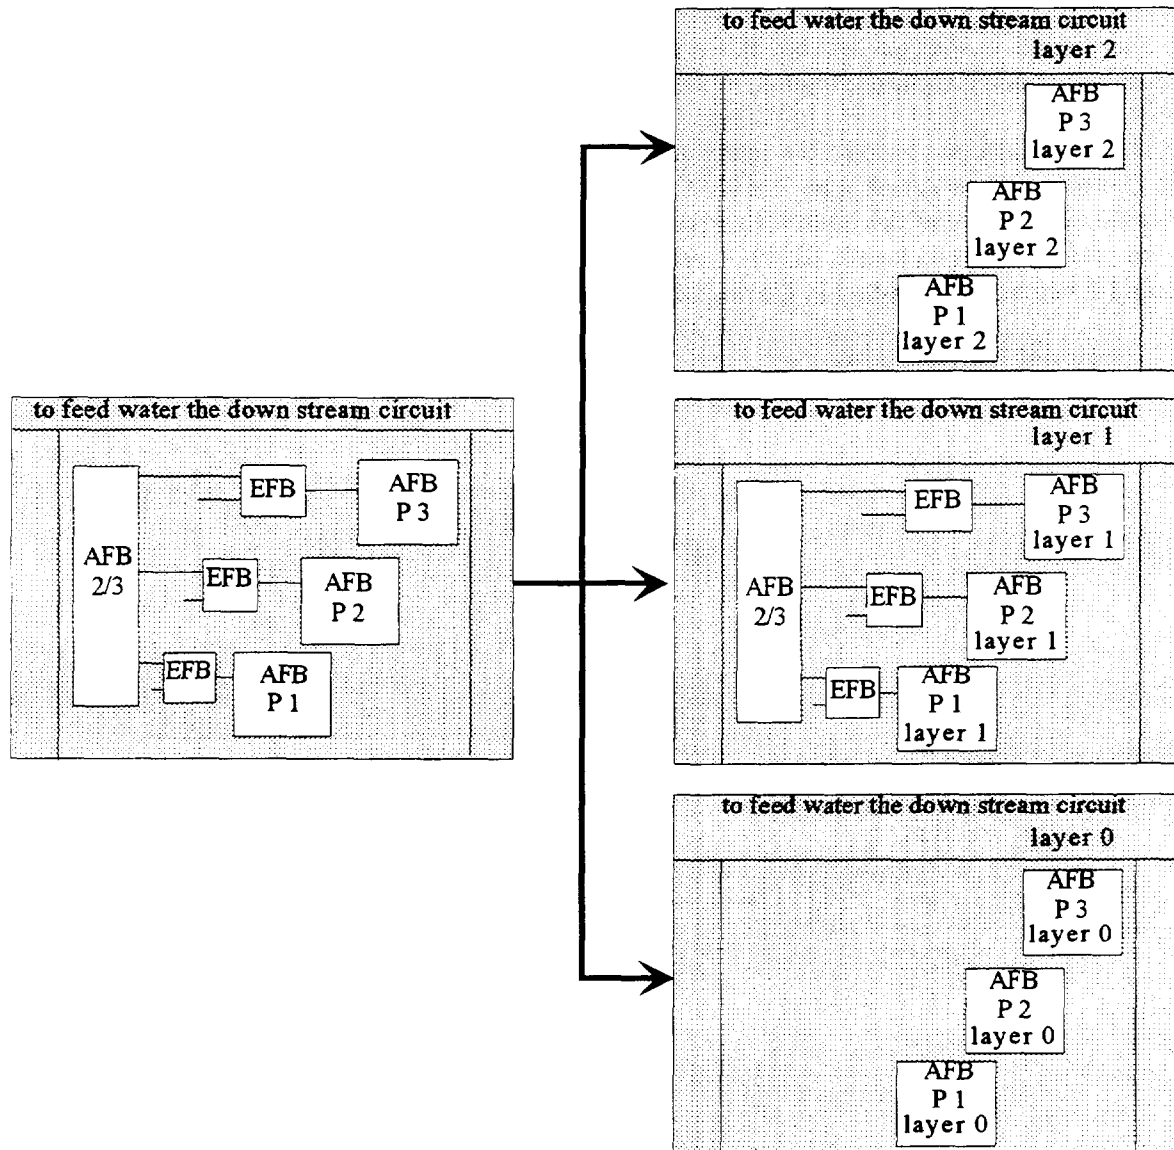 to feed water the down stream circuit
EFB
AFB
P 3
AFB
2/3
EFB
AFB
P 2
EFB
AFB
P 1
to feed water the down stream circuit
layer 2
AFB
P 3
layer 2
AFB
P 2
layer 2
AFB
P 1
layer 2
to feed water the down stream circuit
layer 1
EFB
AFB
P 3
layer 1
AFB
2/3
EFB
AFB
P 2
layer 1
EFB
AFB
P 1
layer 1
to feed water the down stream circuit
layer 0
AFB
P 3
layer 0
AFB
P 2
layer 0
AFB
P 1
layer 0